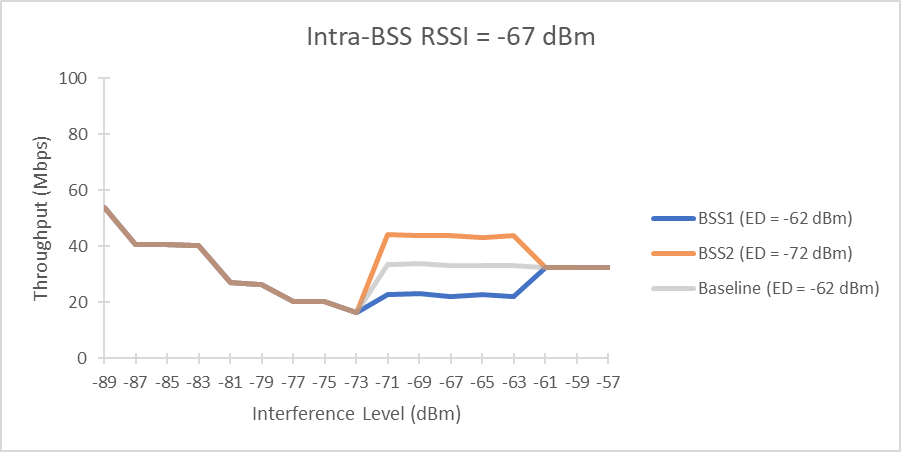 Intra-BSS RSSI = -67 dBm
100
80
60
40
20
0
Throughput (Mbps)
-89 -87 -85 -83 -81 -79 -77 -75 -73 -71 -69 -67 -65 -63 -61 -59 -57
Interference Level (dBm)
BSS1 (ED = -62 dBm)
BSS2 (ED = -72 dBm)
Baseline (ED = -62 dBm)